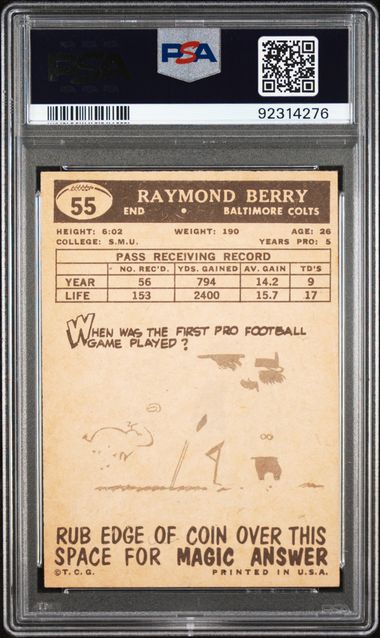 PSA
PSA
92314276
55
RAYMOND BERRY
END • BALTIMORE COLTS
HEIGHT: 6:02 WEIGHT: 190 AGE: 26
COLLEGE: S.M.U. YEARS PRO: 5
PASS RECEIVING RECORD
NO. REC'D. YDS. GAINED AV. GAIN TD'S
YEAR 56 794 14.2 9
LIFE 153 2400 15.7 17
WHEN WAS THE FIRST PRO FOOTBALL
GAME PLAYED?
RUB EDGE OF COIN OVER THIS
SPACE FOR MAGIC ANSWER
© T.C.G. PRINTED IN U.S.A.